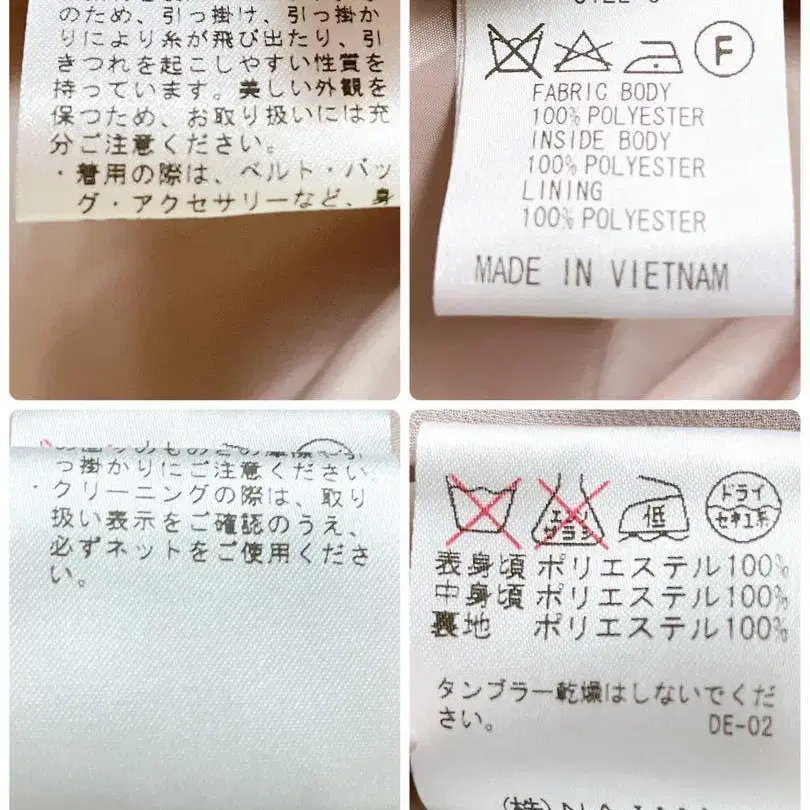 のため、引っ掛け、引っ掛か
りにより糸が飛び出たり、引
きつれを起こしやすい性質を
持っています。美しい外観を
保つため、お取り扱いには充
分ご注意ください。
・着用の際は、ベルト・バッ
グ・アクセサリーなど、身
F
FABRIC BODY
100% POLYESTER
INSIDE BODY
100% POLYESTER
LINING
100% POLYESTER
MADE IN VIETNAM
っ掛かりにご注意ください
・クリーニングの際は、取り
扱い表示をご確認のうえ、
必ずネットをご使用くださ
い。
エンソ
サラシ
低
ドライ
セキユ系
表身頃 ポリエステル100%
中身頃 ポリエステル100%
裏地 ポリエステル100%
タンブラー乾燥はしないでくだ
さい。
DE-02